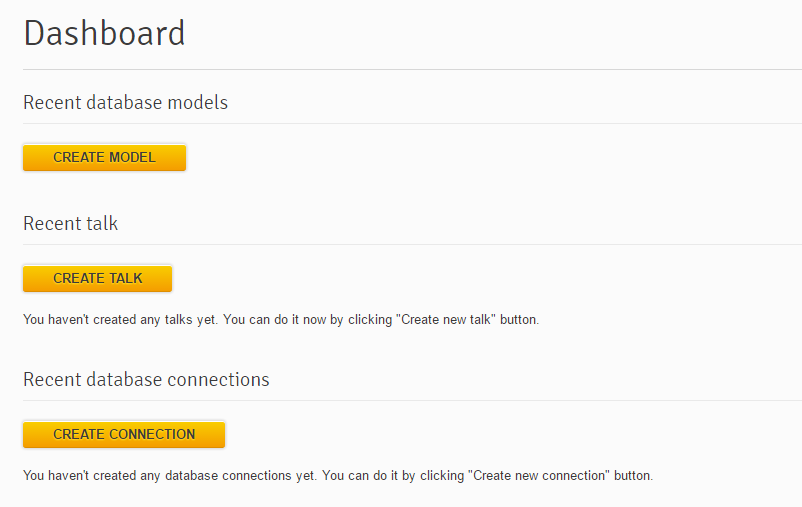 Dashboard
Recent database models
CREATE MODEL
Recent talk
CREATE TALK
You haven't created any talks yet. You can do it now by clicking "Create new talk" button.
Recent database connections
CREATE CONNECTION
You haven't created any database connections yet. You can do it by clicking "Create new connection" button.